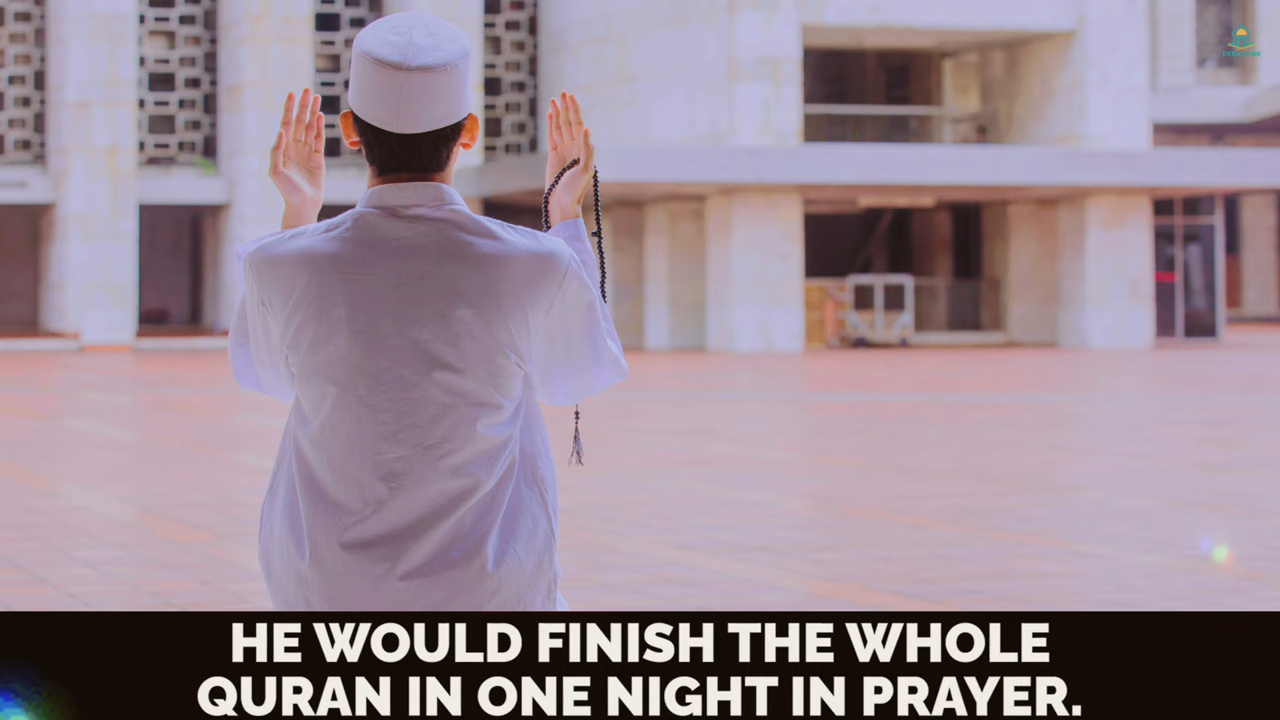 HE WOULD FINISH THE WHOLE
QURAN IN ONE NIGHT IN PRAYER.